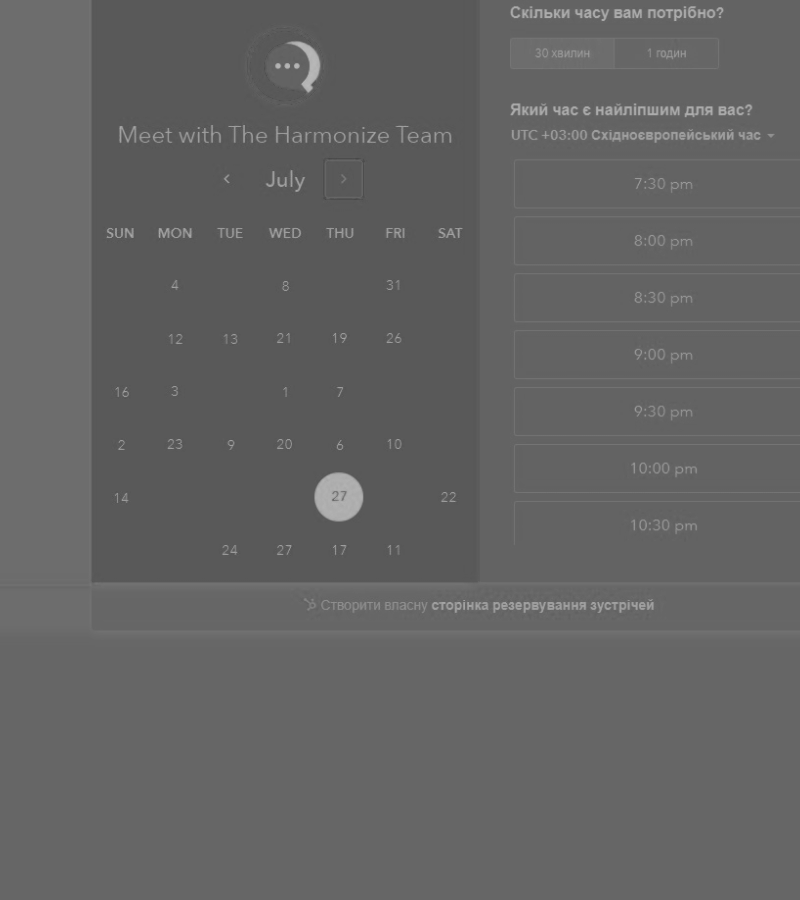 Meet with The Harmonize Team
July
SUN MON TUE WED THU FRI SAT
4 8 31
12 13 21 19 26
16 3 1 7
2 23 9 20 6 10
14 27 22
24 27 17 11
Скільки часу вам потрібно?
30 хвилин 1 годин
Який час є найліпшим для вас?
UTC +03:00 Східноєвропейський час
7:30 pm
8:00 pm
8:30 pm
9:00 pm
9:30 pm
10:00 pm
10:30 pm
Створити власну сторінка резервування зустрічей